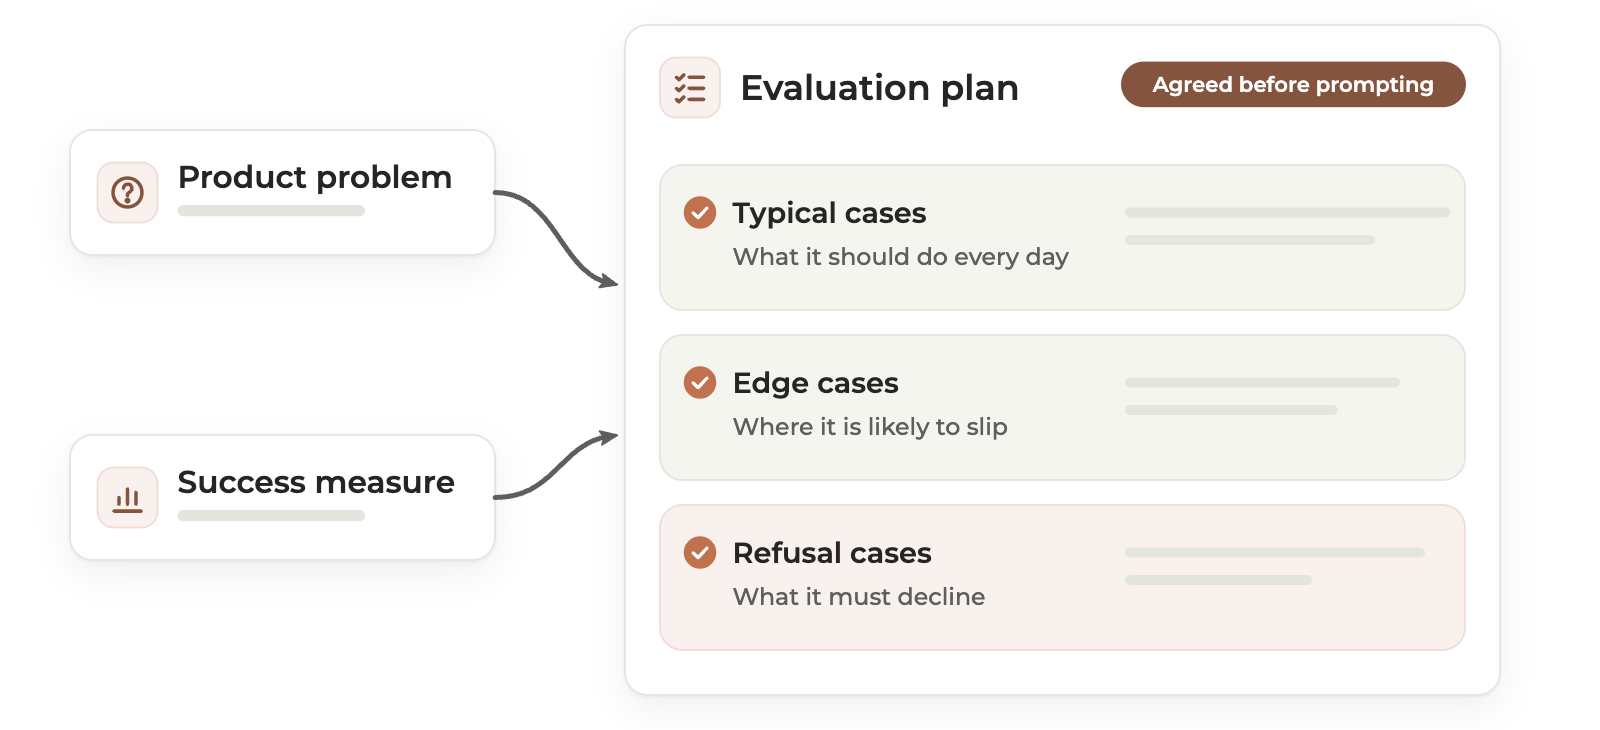 Product problem
Success measure
Evaluation plan
Agreed before prompting
Typical cases
What it should do every day
Edge cases
Where it is likely to slip
Refusal cases
What it must decline